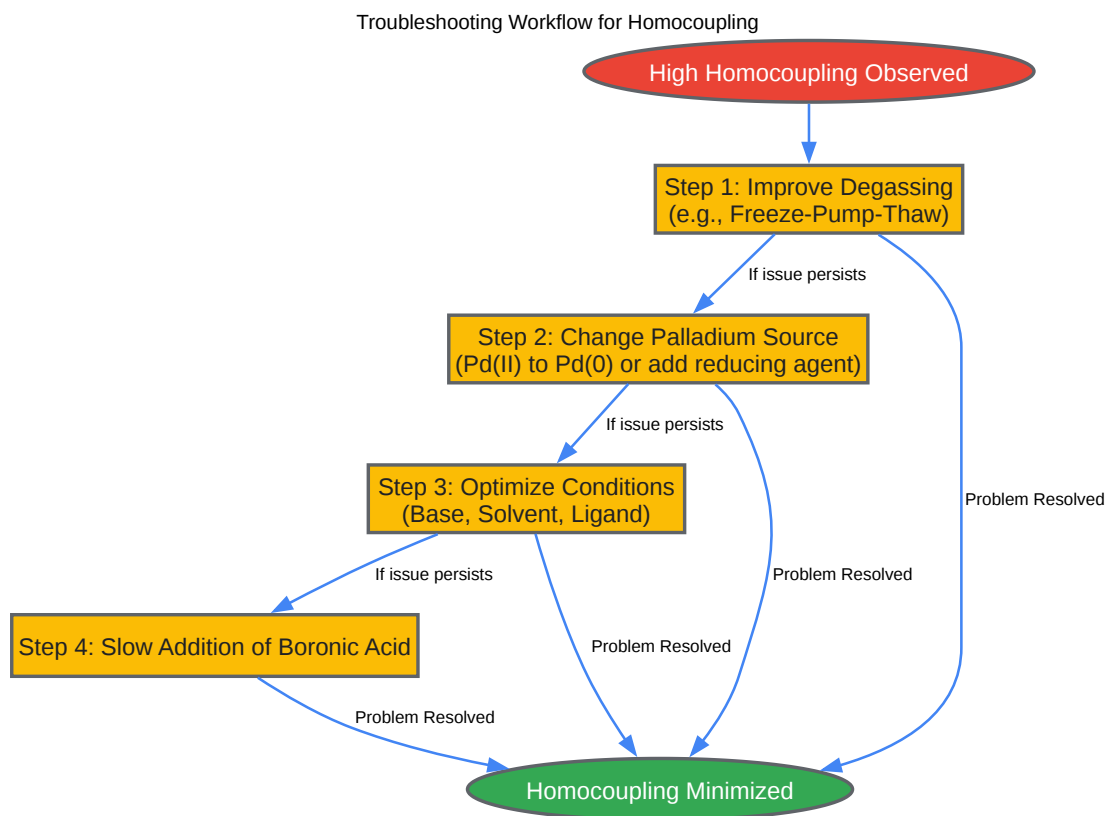 Troubleshooting Workflow for Homocoupling
High Homocoupling Observed
Step 1: Improve Degassing
(e.g., Freeze-Pump-Thaw)
If issue persists
Step 2: Change Palladium Source
(Pd(II) to Pd(0) or add reducing agent)
If issue persists
Step 3: Optimize Conditions
(Base, Solvent, Ligand)
Problem Resolved
If issue persists
Problem Resolved
Step 4: Slow Addition of Boronic Acid
Problem Resolved
Problem Resolved
Homocoupling Minimized